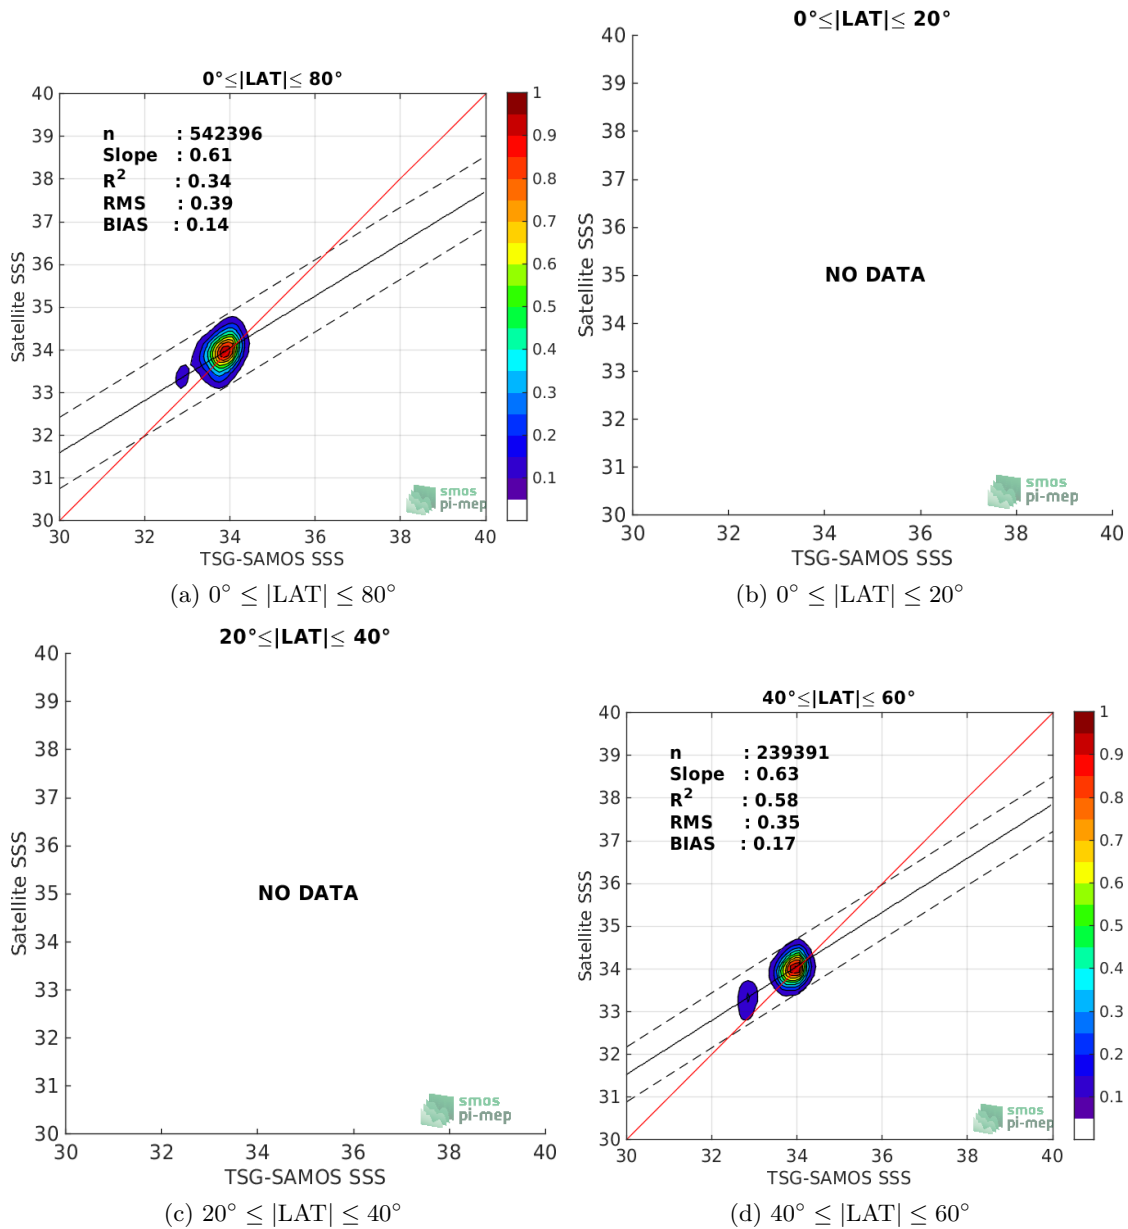 0°≤|LAT|≤ 80°
n : 542396
Slope : 0.61
R² : 0.34
RMS : 0.39
BIAS : 0.14
40
39
38
37
36
35
34
33
32
31
30
Satellite SSS
30 32 34 36 38 40
TSG-SAMOS SSS
1
0.9
0.8
0.7
0.6
0.5
0.4
0.3
0.2
0.1
smos
pi-mep
(a) 0° ≤ |LAT| ≤ 80°
0°≤|LAT|≤ 20°
40
39
38
37
36
35
34
33
32
31
30
Satellite SSS
NO DATA
smos
pi-mep
30 32 34 36 38 40
TSG-SAMOS SSS
(b) 0° ≤ |LAT| ≤ 20°
20°≤|LAT|≤ 40°
40
39
38
37
36
35
34
33
32
31
30
Satellite SSS
NO DATA
smos
pi-mep
30 32 34 36 38 40
TSG-SAMOS SSS
(c) 20° ≤ |LAT| ≤ 40°
40°≤|LAT|≤ 60°
n : 239391
Slope : 0.63
R² : 0.58
RMS : 0.35
BIAS : 0.17
40
39
38
37
36
35
34
33
32
31
30
Satellite SSS
30 32 34 36 38 40
TSG-SAMOS SSS
1
0.9
0.8
0.7
0.6
0.5
0.4
0.3
0.2
0.1
smos
pi-mep
(d) 40° ≤ |LAT| ≤ 60°